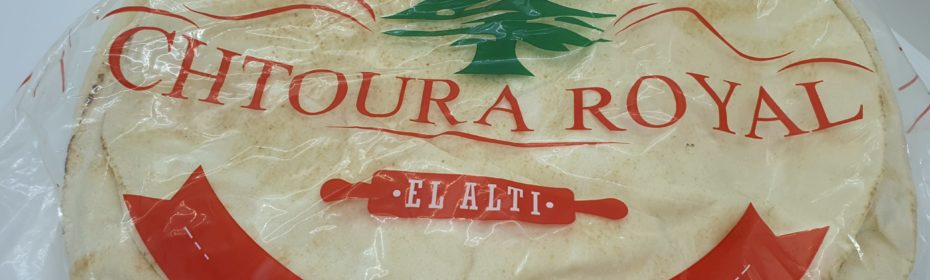 CHTOURA ROYAL
• EL ALTI •